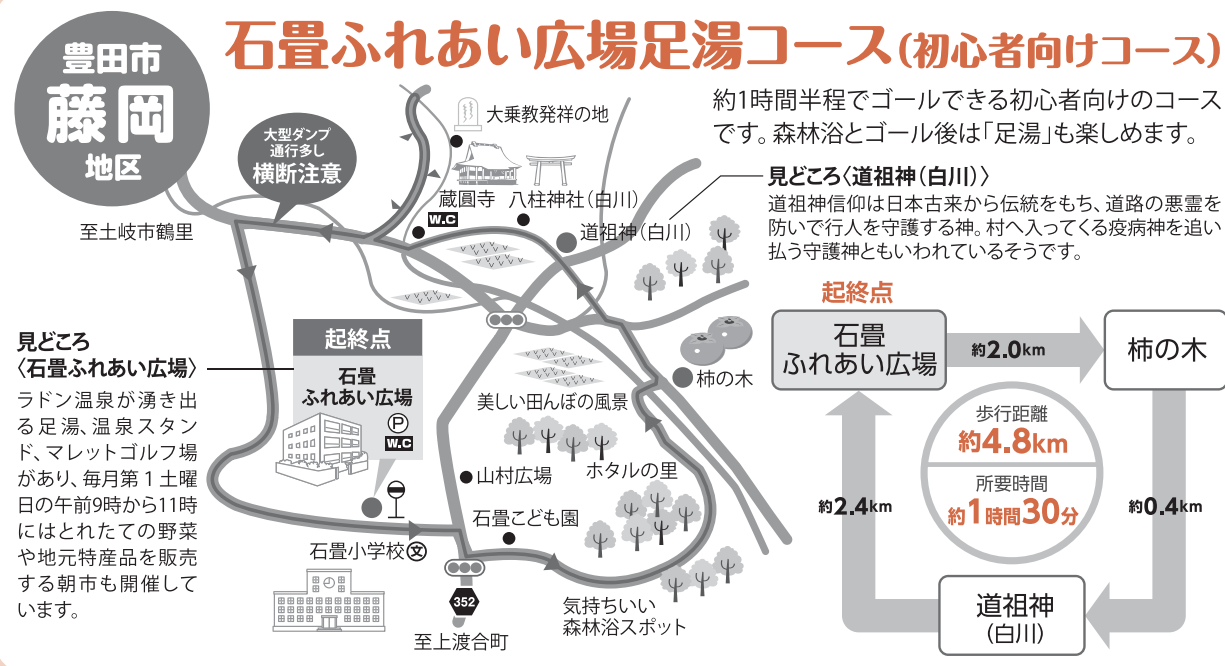 豊田市
藤岡
地区
石畳ふれあい広場足湯コース(初心者向けコース)
約1時間半程でゴールできる初心者向けのコース
です。森林浴とゴール後は「足湯」も楽しめます。
大型ダンプ
通行多し
横断注意
大乗教発祥の地
蔵圓寺
W.C
八柱神社(白川)
道祖神(白川)
至土岐市鶴里
見どころ〈道祖神(白川)〉
道祖神信仰は日本古来から伝統をもち、道路の悪霊を
防いで行人を守護する神。村へ入ってくる疫病神を追い
払う守護神ともいわれているそうです。
見どころ
〈石畳ふれあい広場〉
ラドン温泉が湧き出
る足湯、温泉スタン
ド、マレットゴルフ場
があり、毎月第1土曜
日の午前9時から11時
にはとれたての野菜
や地元特産品を販売
する朝市も開催して
います。
起終点
石畳
ふれあい広場
P
W.C
柿の木
美しい田んぼの風景
ホタルの里
山村広場
石畳こども園
石畳小学校文
352
至上渡合町
気持ちいい
森林浴スポット
起終点
石畳
ふれあい広場
約2.0km
柿の木
歩行距離
約4.8km
所要時間
約1時間30分
約2.4km
約0.4km
道祖神
(白川)